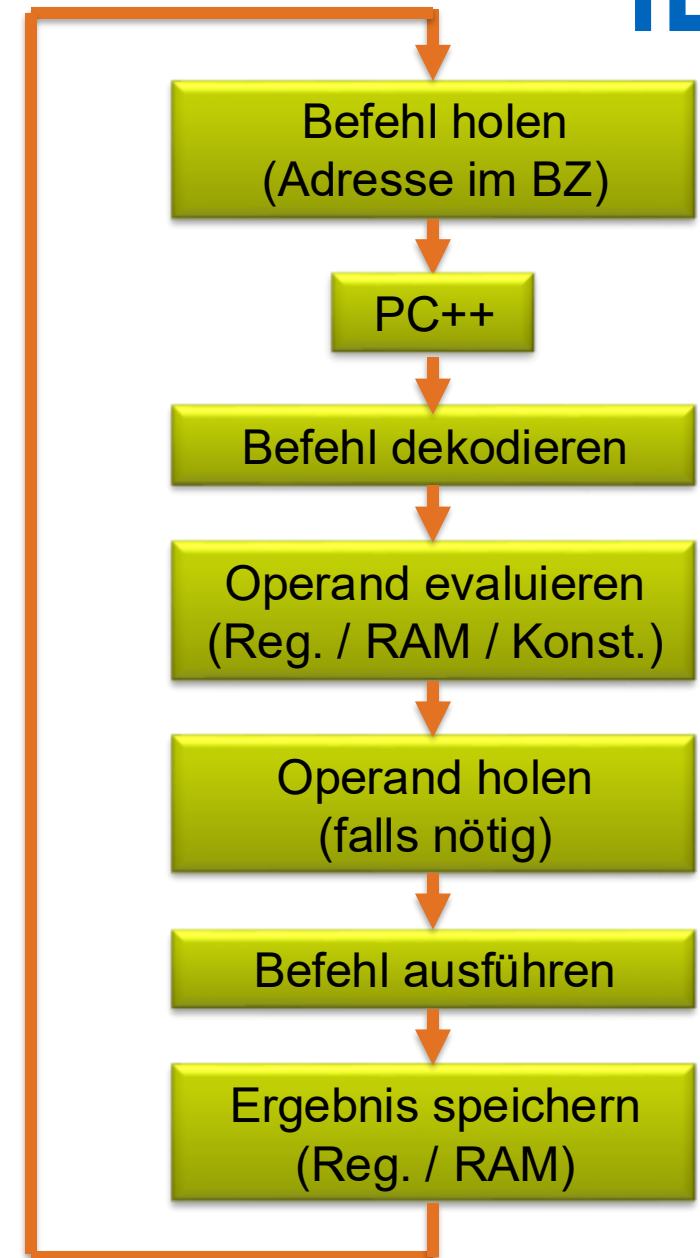 Befehl holen
(Adresse im BZ)
PC++
Befehl dekodieren
Operand evaluieren
(Reg. / RAM / Konst.)
Operand holen
(falls nötig)
Befehl ausführen
Ergebnis speichern
(Reg. / RAM)